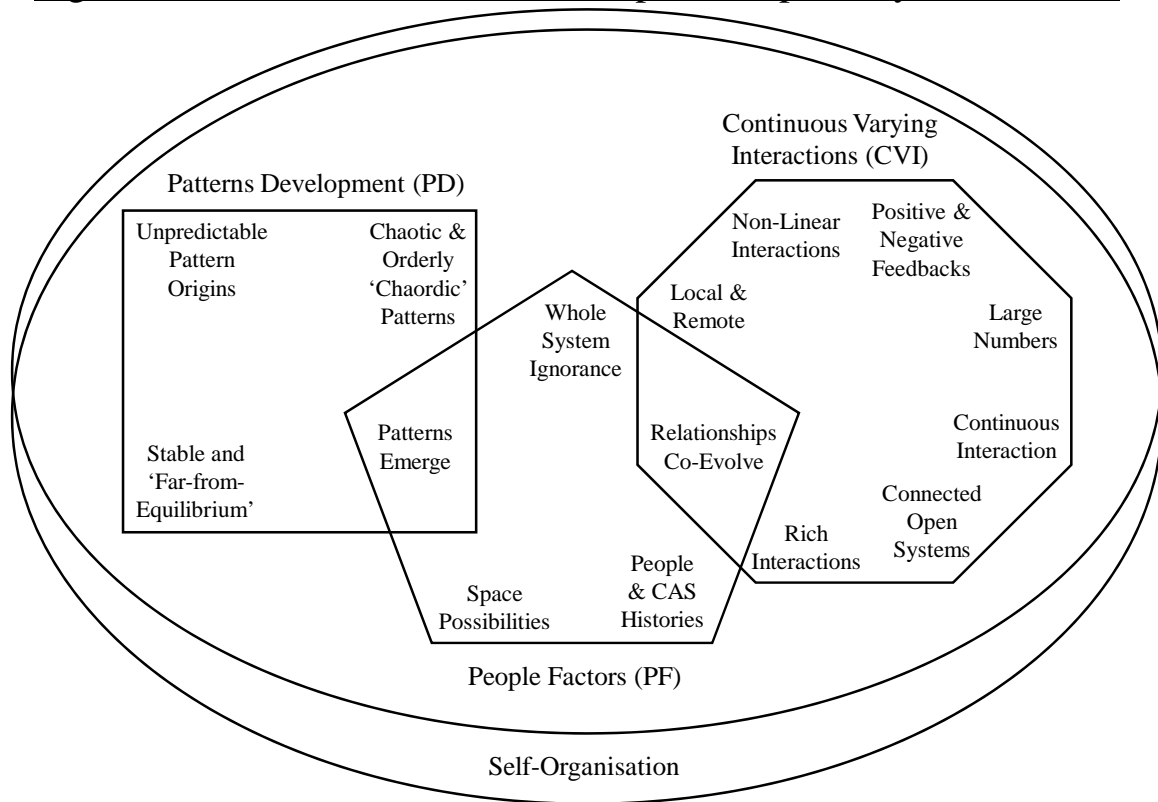 Continuous Varying
Interactions (CVI)
Patterns Development (PD)
Unpredictable
Pattern
Origins
Chaotic &
Orderly
‘Chaordic’
Patterns
Stable and
‘Far-from-
Equilibrium’
Patterns
Emerge
Whole
System
Ignorance
Space
Possibilities
People
& CAS
Histories
People Factors (PF)
Non-Linear
Interactions
Positive &
Negative
Feedbacks
Local &
Remote
Large
Numbers
Relationships
Co-Evolve
Continuous
Interaction
Rich
Interactions
Connected
Open
Systems
Self-Organisation